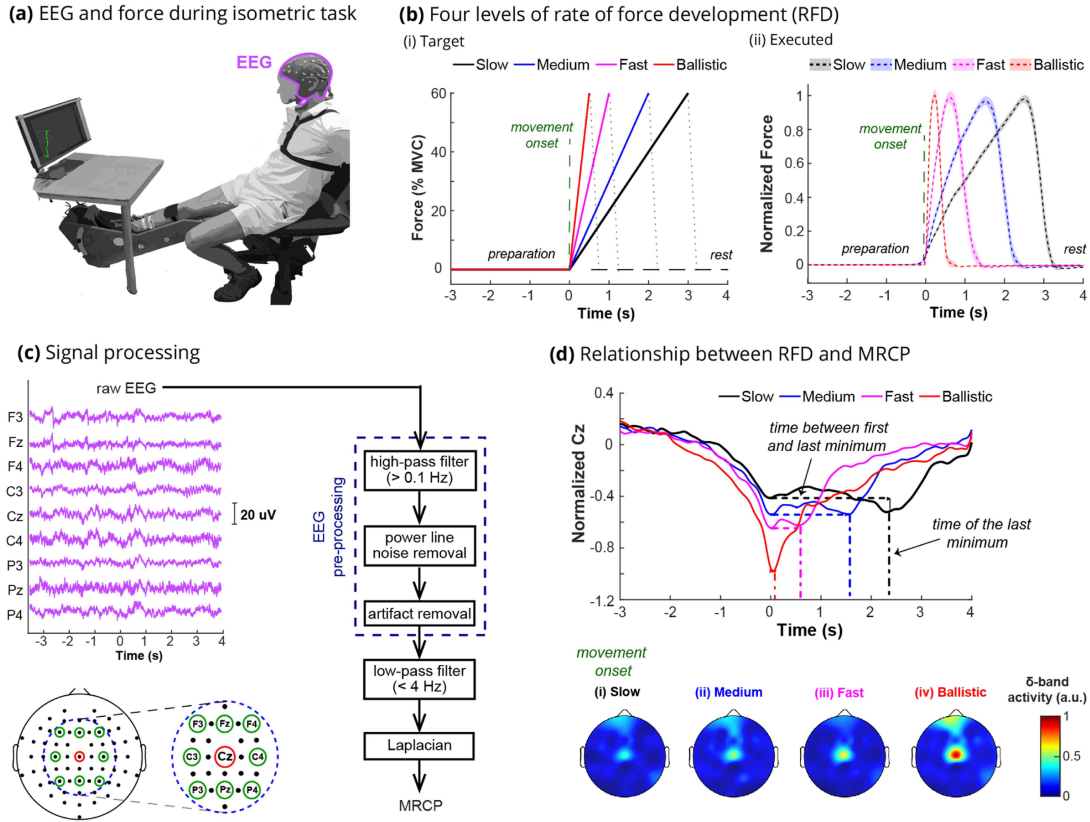 (a) EEG and force during isometric task
EEG
(b) Four levels of rate of force development (RFD)
(i) Target
Slow Medium Fast Ballistic
Force (% MVC)
60
40
20
0
movement
onset
preparation
rest
-3 -2 -1 0 1 2 3 4
Time (s)
(ii) Executed
Slow Medium Fast Ballistic
Normalized Force
1
0.8
0.6
0.4
0.2
0
movement
onset
preparation
rest
-3 -2 -1 0 1 2 3 4
Time (s)
(c) Signal processing
raw EEG
F3
Fz
F4
C3
Cz
C4
P3
Pz
P4
20 uV
-3 -2 -1 0 1 2 3 4
Time (s)
EEG
pre-processing
high-pass filter
(> 0.1 Hz)
power line
noise removal
artifact removal
low-pass filter
(< 4 Hz)
Laplacian
MRCP
F3 Fz F4
C3 Cz C4
P3 Pz P4
(d) Relationship between RFD and MRCP
Slow Medium Fast Ballistic
Normalized Cz
0.4
0
-0.4
-0.8
-1.2
time between first
and last minimum
time of the last
minimum
-3 -2 -1 0 1 2 3 4
Time (s)
movement
onset
(i) Slow (ii) Medium (iii) Fast (iv) Ballistic
δ-band
activity (a.u.)
1
0.5
0